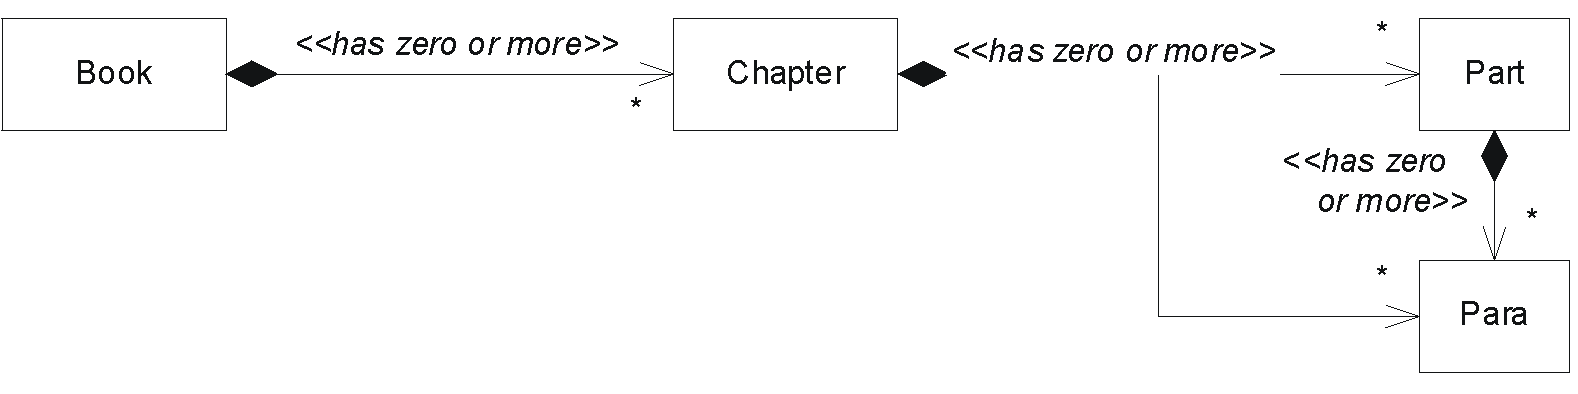 Book
<<has zero or more>>
*
Chapter
<<has zero or more>>
*
Part
<<has zero
or more>>
*
*
Para